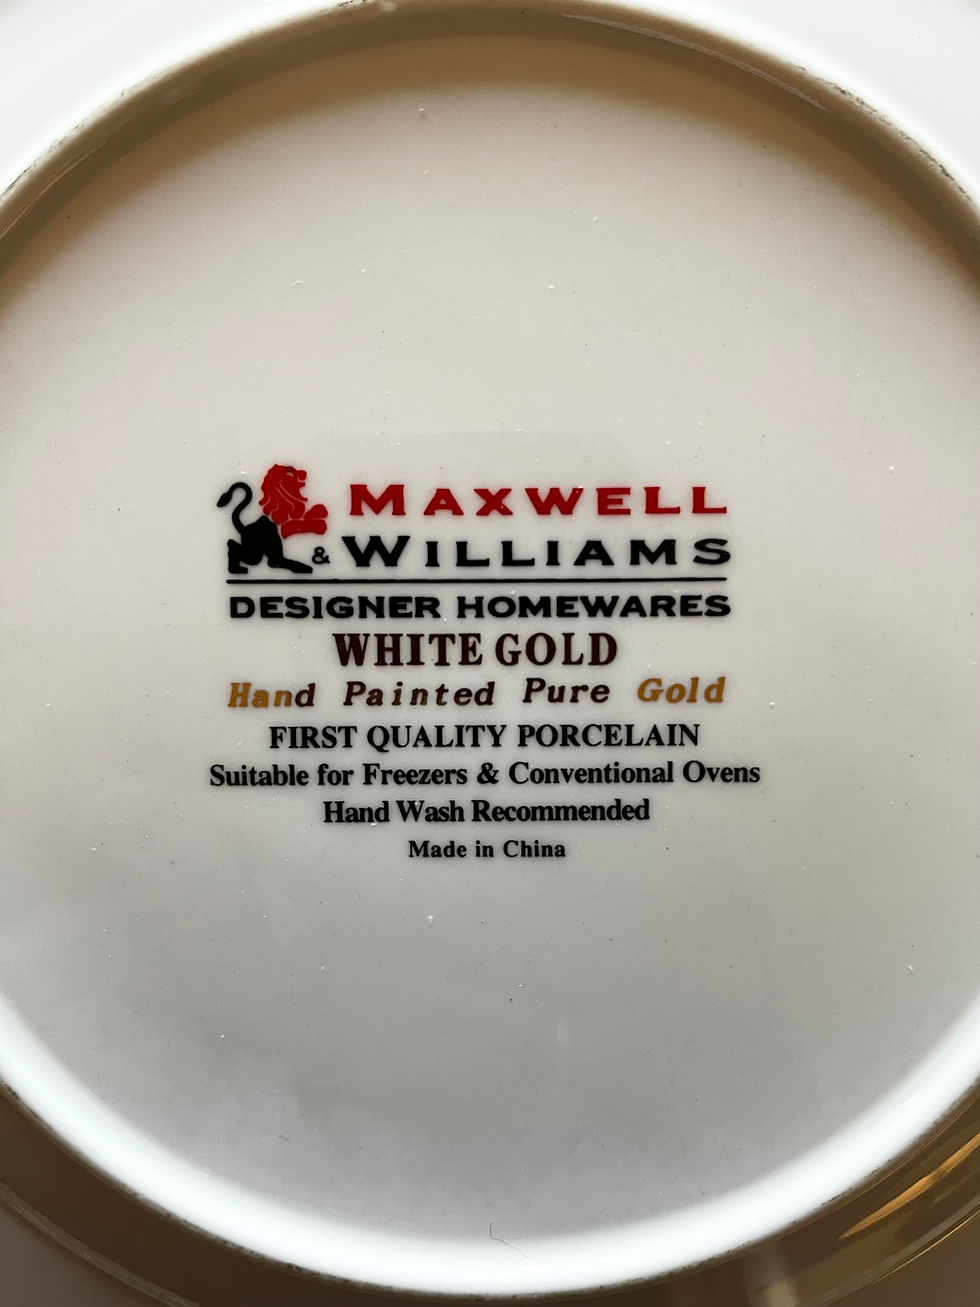 MAXWELL
& WILLIAMS
DESIGNER HOMEWARES
WHITE GOLD
Hand Painted Pure Gold
FIRST QUALITY PORCELAIN
Suitable for Freezers & Conventional Ovens
Hand Wash Recommended
Made in China